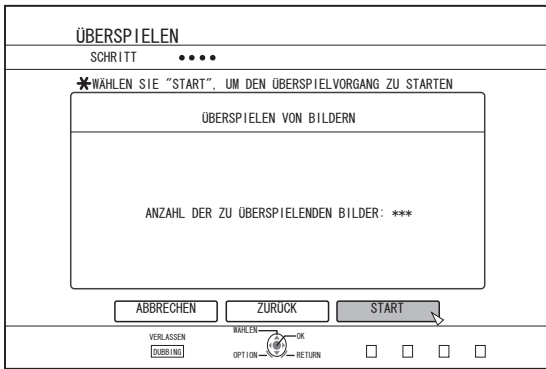 ÜBERSPIELEN
SCHRITT ••••
*WÄHLEN SIE "START", UM DEN ÜBERSPIELVORGANG ZU STARTEN
ÜBERSPIELEN VON BILDERN
ANZAHL DER ZU ÜBERSPIELENDEN BILDER: ***
ABBRECHEN ZURÜCK START
VERLASSEN
DUBBING
WÄHLEN OK
OPTION RETURN